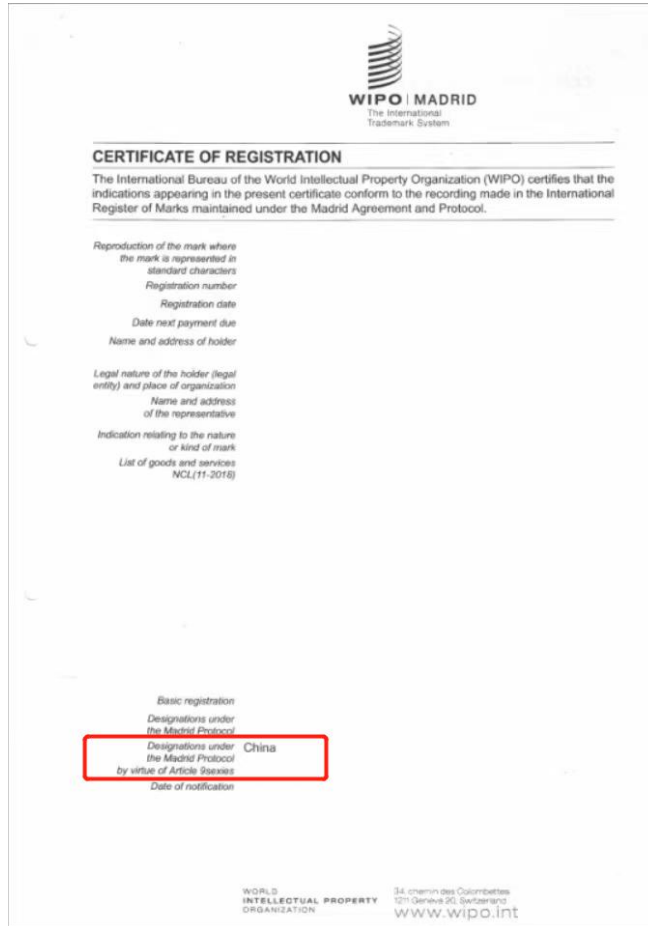 WIPO | MADRID
The International
Trademark System
CERTIFICATE OF REGISTRATION
The International Bureau of the World Intellectual Property Organization (WIPO) certifies that the
indications appearing in the present certificate conform to the recording made in the International
Register of Marks maintained under the Madrid Agreement and Protocol.
Reproduction of the mark where
the mark is represented in
standard characters
Registration number
Registration date
Date next payment due
Name and address of holder
Legal nature of the holder (legal
entity) and place of organization
Name and address
of the representative
Indication relating to the nature
or kind of mark
List of goods and services
NCL(11-2018)
Basic registration
Designations under
the Madrid Protocol
Designations under China
the Madrid Protocol
by virtue of Article 9sexies
Date of notification
WORLD
INTELLECTUAL PROPERTY
ORGANIZATION
34, chemin des Colombettes
1211 Geneva 20, Switzerland
www.wipo.int